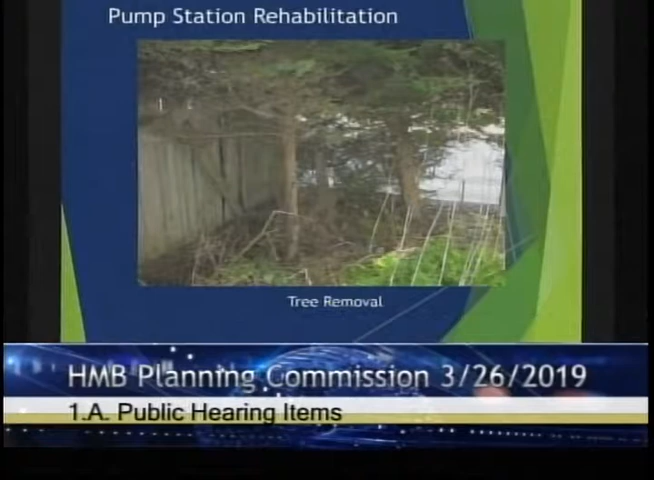 Pump Station Rehabilitation
Tree Removal
HMB Planning Commission 3/26/2019
1.A. Public Hearing Items